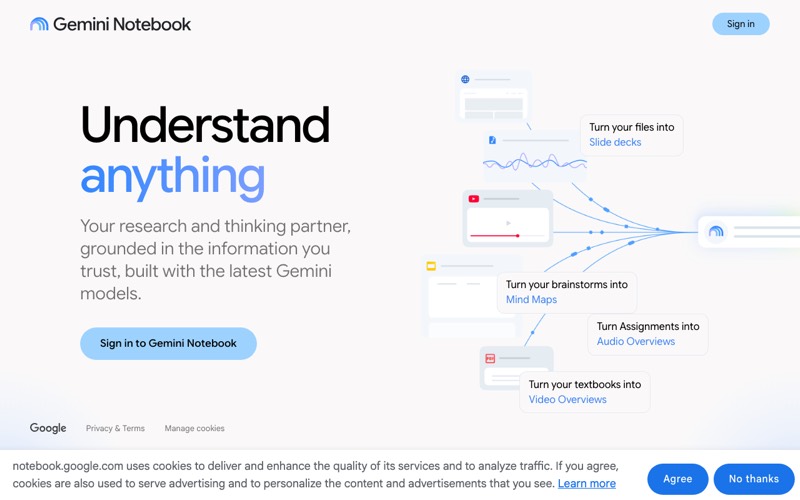 Gemini Notebook
Sign in
Understand
anything
Your research and thinking partner,
grounded in the information you
trust, built with the latest Gemini
models.
Sign in to Gemini Notebook
Turn your files into
Slide decks
Turn your brainstorms into
Mind Maps
Turn Assignments into
Audio Overviews
PDF
Turn your textbooks into
Video Overviews
Google
Privacy & Terms
Manage cookies
notebook.google.com uses cookies to deliver and enhance the quality of its services and to analyze traffic. If you agree,
cookies are also used to serve advertising and to personalize the content and advertisements that you see. Learn more
Agree
No thanks